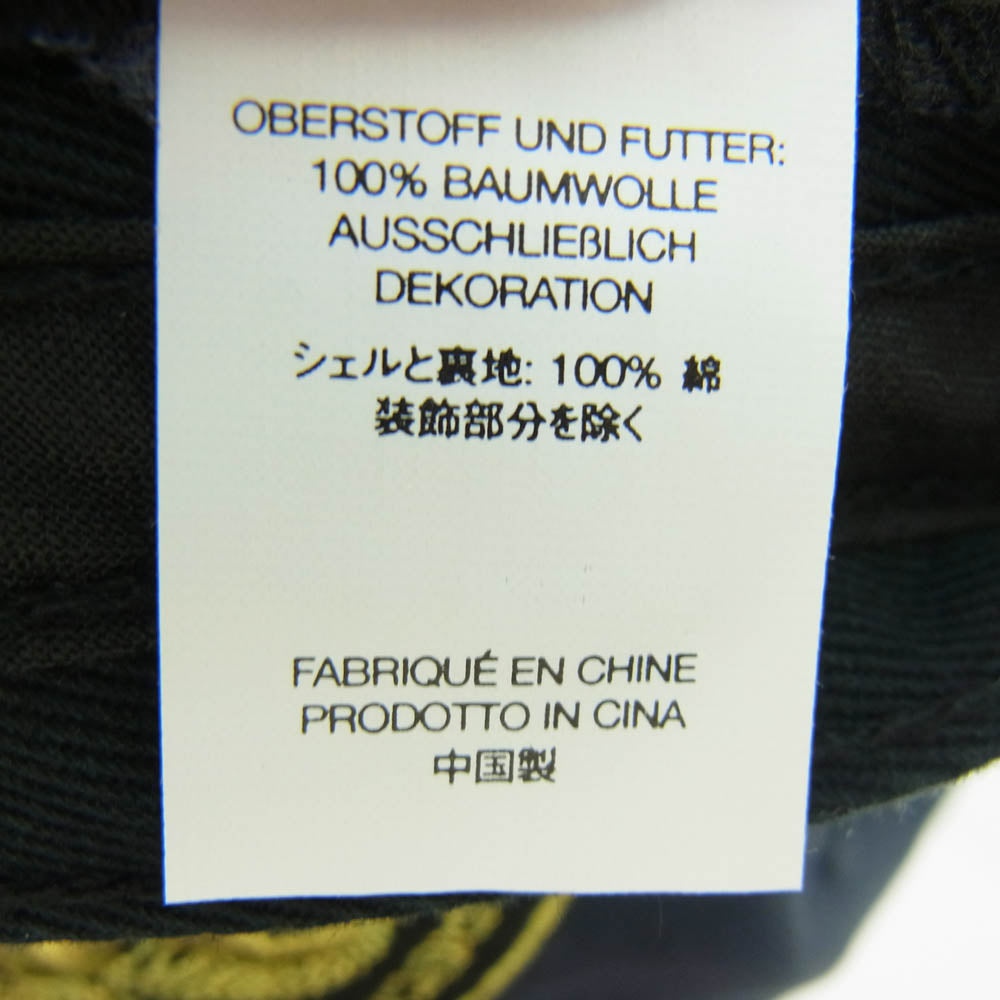 OBERSTOFF UND FUTTER:
100% BAUMWOLLE
AUSSCHLIEßLICH
DEKORATION
シェルと裏地: 100% 綿
装飾部分を除く
FABRIQUÉ EN CHINE
PRODOTTO IN CINA
中国製